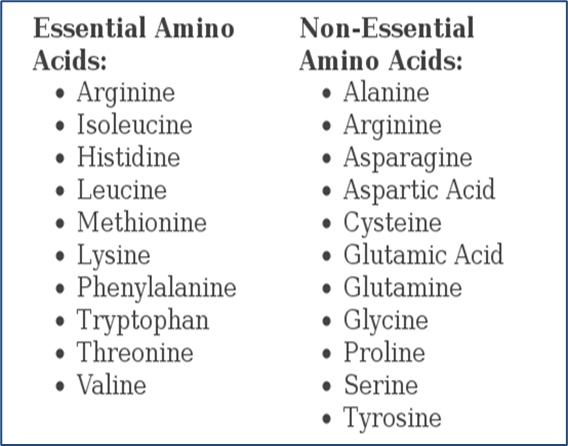 Essential Amino
Acids:
• Arginine
• Isoleucine
• Histidine
• Leucine
• Methionine
• Lysine
• Phenylalanine
• Tryptophan
• Threonine
• Valine
Non-Essential
Amino Acids:
• Alanine
• Arginine
• Asparagine
• Aspartic Acid
• Cysteine
• Glutamic Acid
• Glutamine
• Glycine
• Proline
• Serine
• Tyrosine